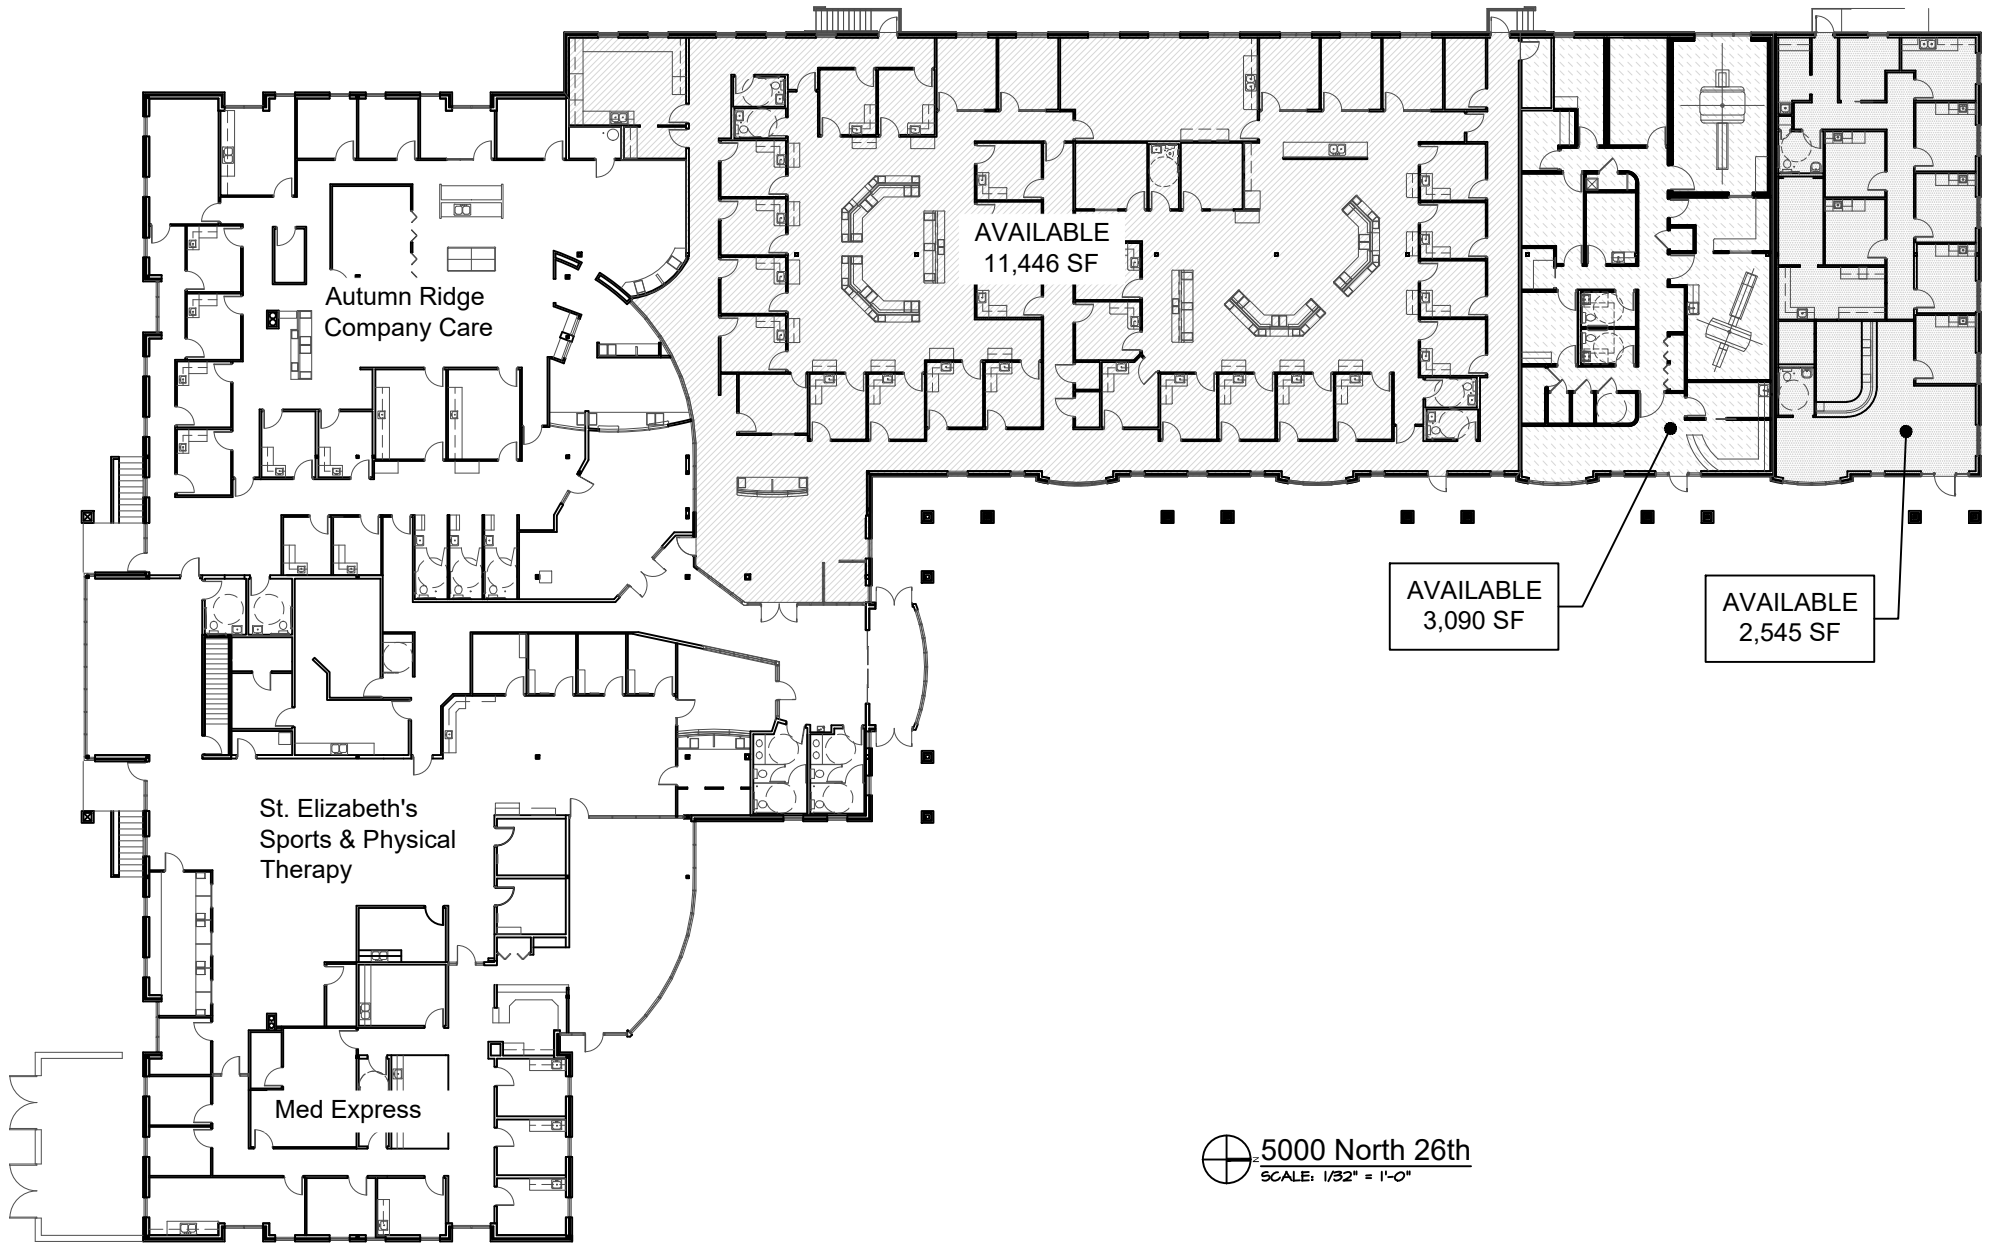 AVAILABLE
11,446 SF
Autumn Ridge
Company Care
AVAILABLE
3,090 SF
AVAILABLE
2,545 SF
St. Elizabeth's
Sports & Physical
Therapy
Med Express
N
5000 North 26th
SCALE: 1/32" = 1'-0"